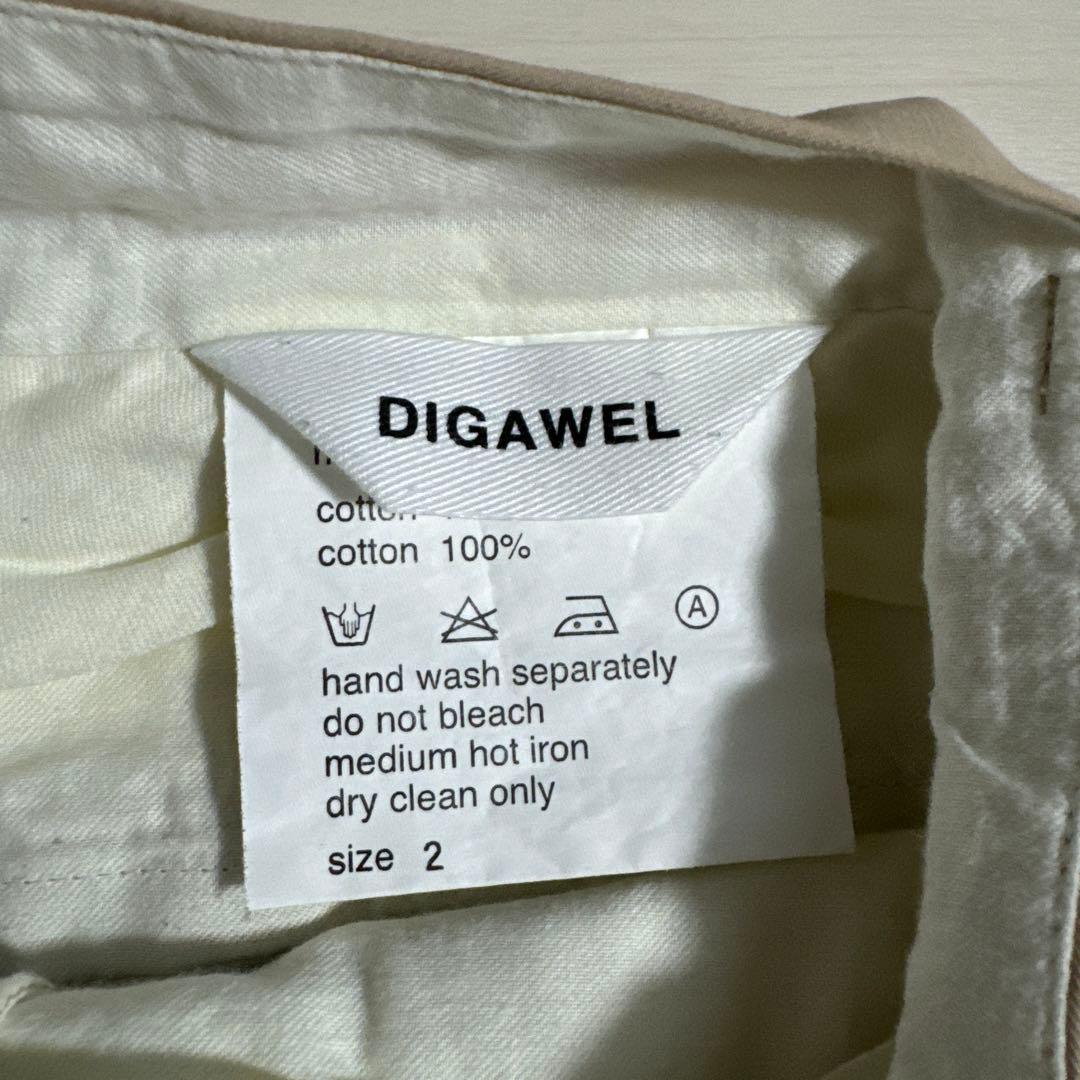 DIGAWEL
cotton
cotton 100%
A
hand wash separately
do not bleach
medium hot iron
dry clean only
size 2